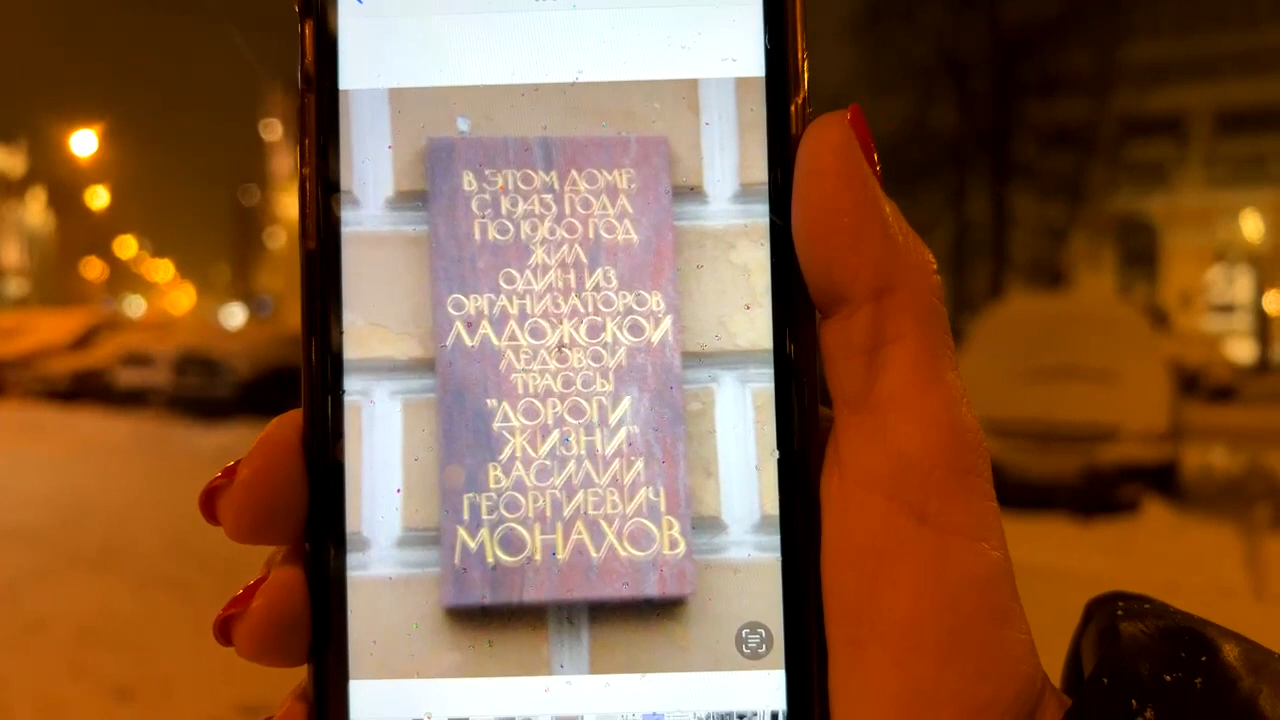 В ЭТОМ ДОМЕ
С 1943 ГОДА
ПО 1960 ГОД
ЖИЛ
ОДИН ИЗ
ОРГАНИЗАТОРОВ
ЛАДОЖСКОЙ
ЛЕДОВОЙ
ТРАССЫ
"ДОРОГИ
ЖИЗНИ"
ВАСИЛИЙ
ГЕОРГИЕВИЧ
МОНАХОВ